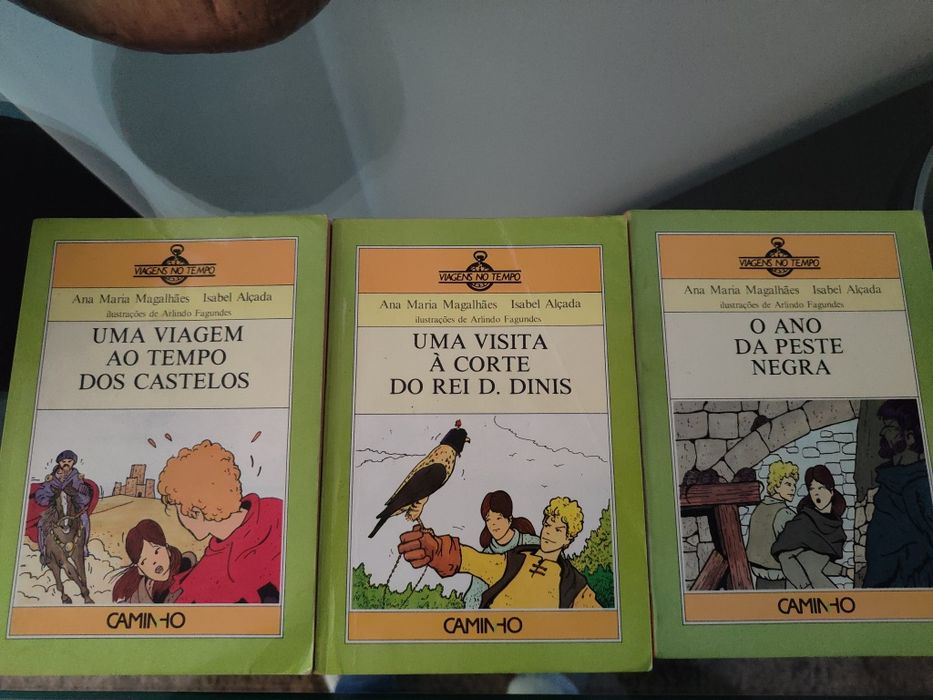 VIAGENS NO TEMPO
Ana Maria Magalhães Isabel Alçada
ilustrações de Arlindo Fagundes
UMA VIAGEM
AO TEMPO
DOS CASTELOS
CAMINHO
VIAGENS NO TEMPO
Ana Maria Magalhães Isabel Alçada
ilustrações de Arlindo Fagundes
UMA VISITA
À CORTE
DO REI D. DINIS
CAMINHO
VIAGENS NO TEMPO
Ana Maria Magalhães Isabel Alçada
ilustrações de Arlindo Fagundes
O ANO
DA PESTE
NEGRA
CAMINHO